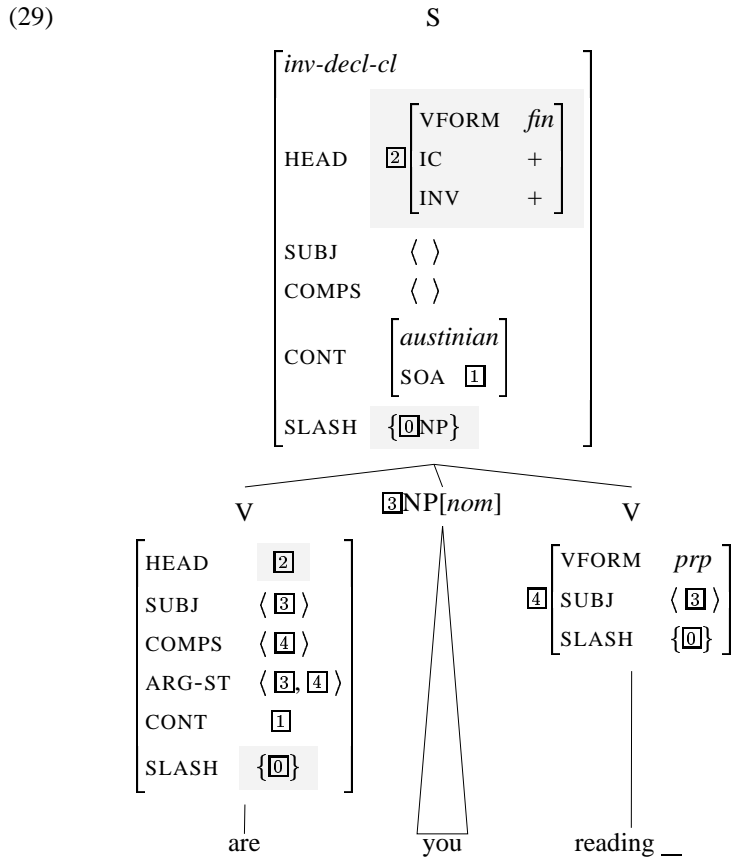 (29) S
inv-decl-cl
VFORM fin
HEAD 2 IC +
INV +
SUBJ ⟨ ⟩
COMPS ⟨ ⟩
austinian
CONT
SOA 1
SLASH {0NP}
V 3NP[nom] V
HEAD 2 VFORM prp
SUBJ ⟨ 3 ⟩ 4 SUBJ ⟨ 3 ⟩
COMPS ⟨ 4 ⟩ SLASH {0}
ARG-ST ⟨ 3, 4 ⟩
CONT 1
SLASH {0}
are you reading __